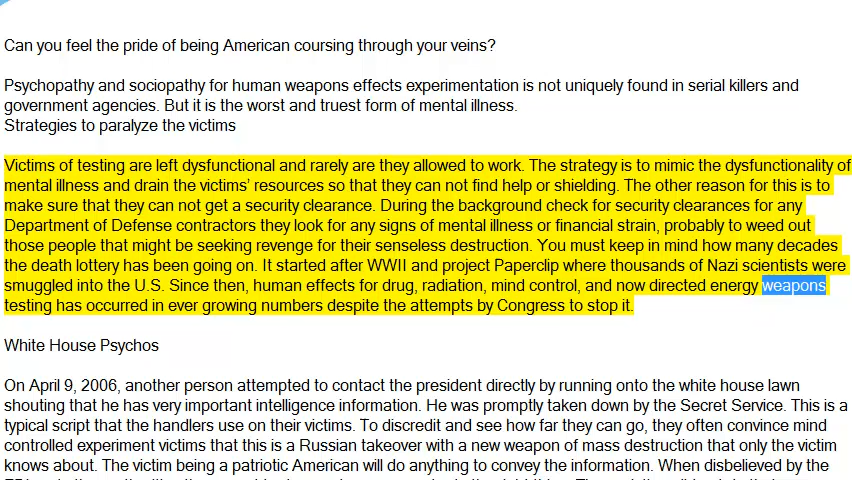 Can you feel the pride of being American coursing through your veins?
Psychopathy and sociopathy for human weapons effects experimentation is not uniquely found in serial killers and
government agencies. But it is the worst and truest form of mental illness.
Strategies to paralyze the victims
Victims of testing are left dysfunctional and rarely are they allowed to work. The strategy is to mimic the dysfunctionality of
mental illness and drain the victims' resources so that they can not find help or shielding. The other reason for this is to
make sure that they can not get a security clearance. During the background check for security clearances for any
Department of Defense contractors they look for any signs of mental illness or financial strain, probably to weed out
those people that might be seeking revenge for their senseless destruction. You must keep in mind how many decades
the death lottery has been going on. It started after WWII and project Paperclip where thousands of Nazi scientists were
smuggled into the U.S. Since then, human effects for drug, radiation, mind control, and now directed energy weapons
testing has occurred in ever growing numbers despite the attempts by Congress to stop it.
White House Psychos
On April 9, 2006, another person attempted to contact the president directly by running onto the white house lawn
shouting that he has very important intelligence information. He was promptly taken down by the Secret Service. This is a
typical script that the handlers use on their victims. To discredit and see how far they can go, they often convince mind
controlled experiment victims that this is a Russian takeover with a new weapon of mass destruction that only the victim
knows about. The victim being a patriotic American will do anything to convey the information. When disbelieved by the